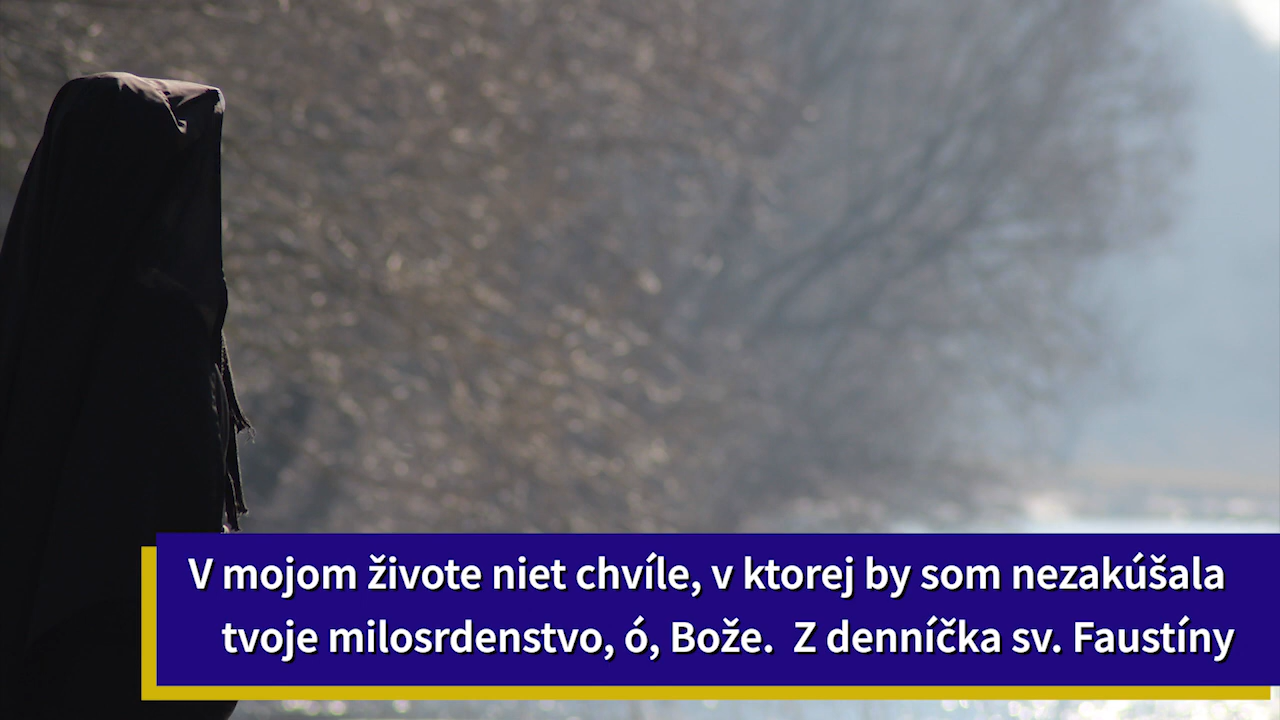 V mojom živote niet chvíle, v ktorej by som nezakúšala
tvoje milosrdenstvo, ó, Bože. Z denníčka sv. Faustíny